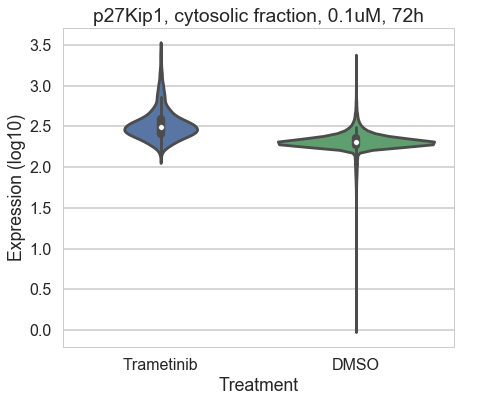 p27Kip1, cytosolic fraction, 0.1uM, 72h
Expression (log10)
3.5
3.0
2.5
2.0
1.5
1.0
0.5
0.0
Trametinib DMSO
Treatment